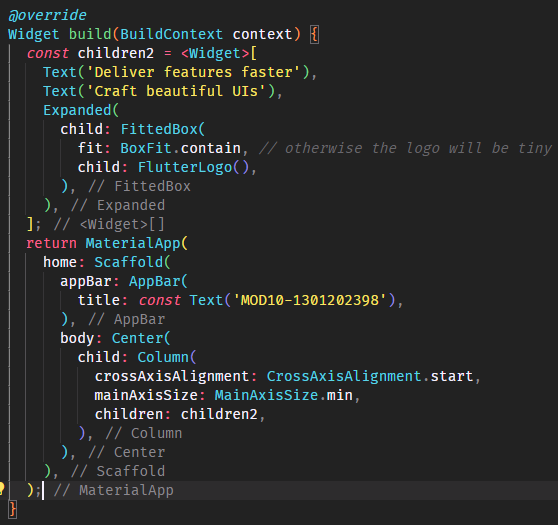 @override
Widget build(BuildContext context) {
  const children2 = <Widget>[
    Text('Deliver features faster'),
    Text('Craft beautiful UIs'),
    Expanded(
      child: FittedBox(
        fit: BoxFit.contain, // otherwise the logo will be tiny
        child: FlutterLogo(),
      ), // FittedBox
    ), // Expanded
  ]; // <Widget>[]
  return MaterialApp(
    home: Scaffold(
      appBar: AppBar(
        title: const Text('MOD10-1301202398'),
      ), // AppBar
      body: Center(
        child: Column(
          crossAxisAlignment: CrossAxisAlignment.start,
          mainAxisSize: MainAxisSize.min,
          children: children2,
        ), // Column
      ), // Center
    ), // Scaffold
  ); // MaterialApp
}